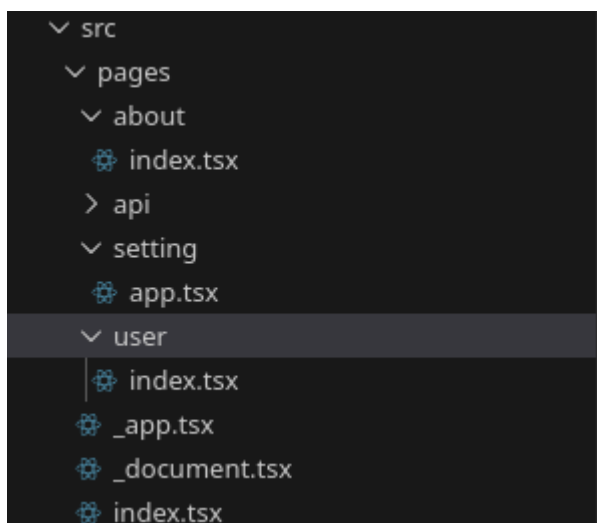 src
pages
about
index.tsx
api
setting
app.tsx
user
index.tsx
_app.tsx
_document.tsx
index.tsx